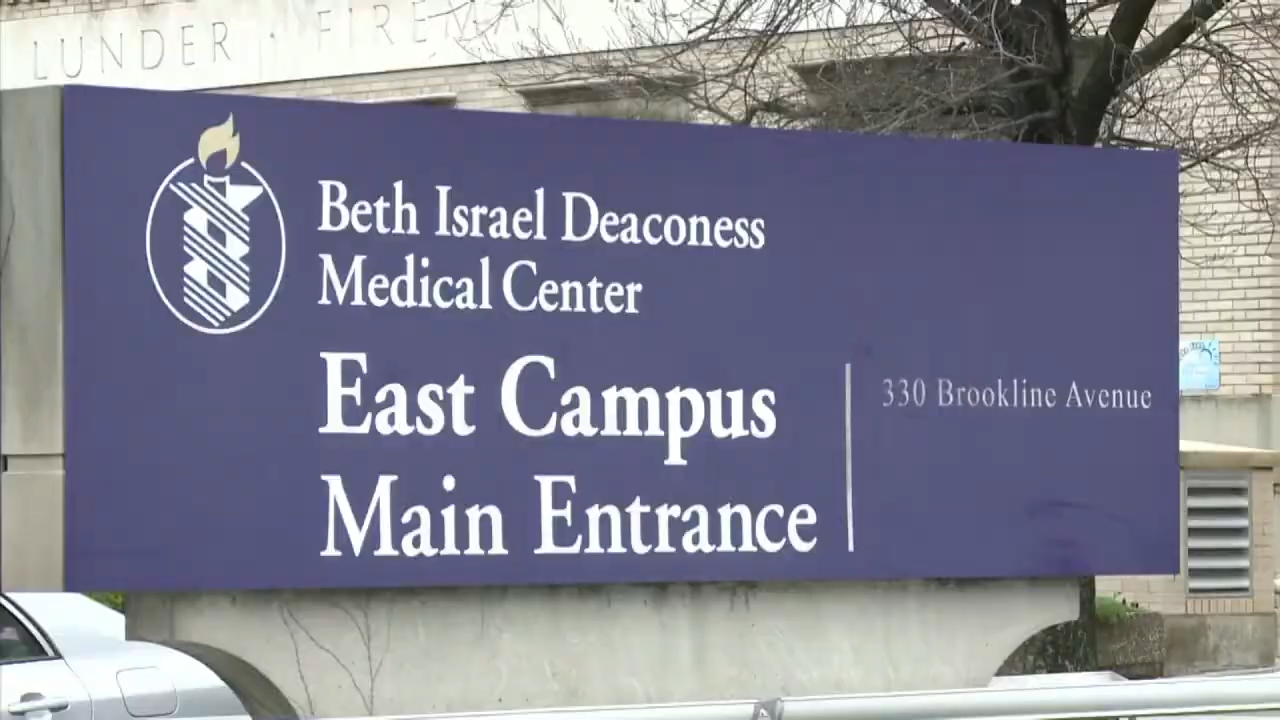 LUNDER · FIREMAN
Beth Israel Deaconess
Medical Center
East Campus
Main Entrance
330 Brookline Avenue